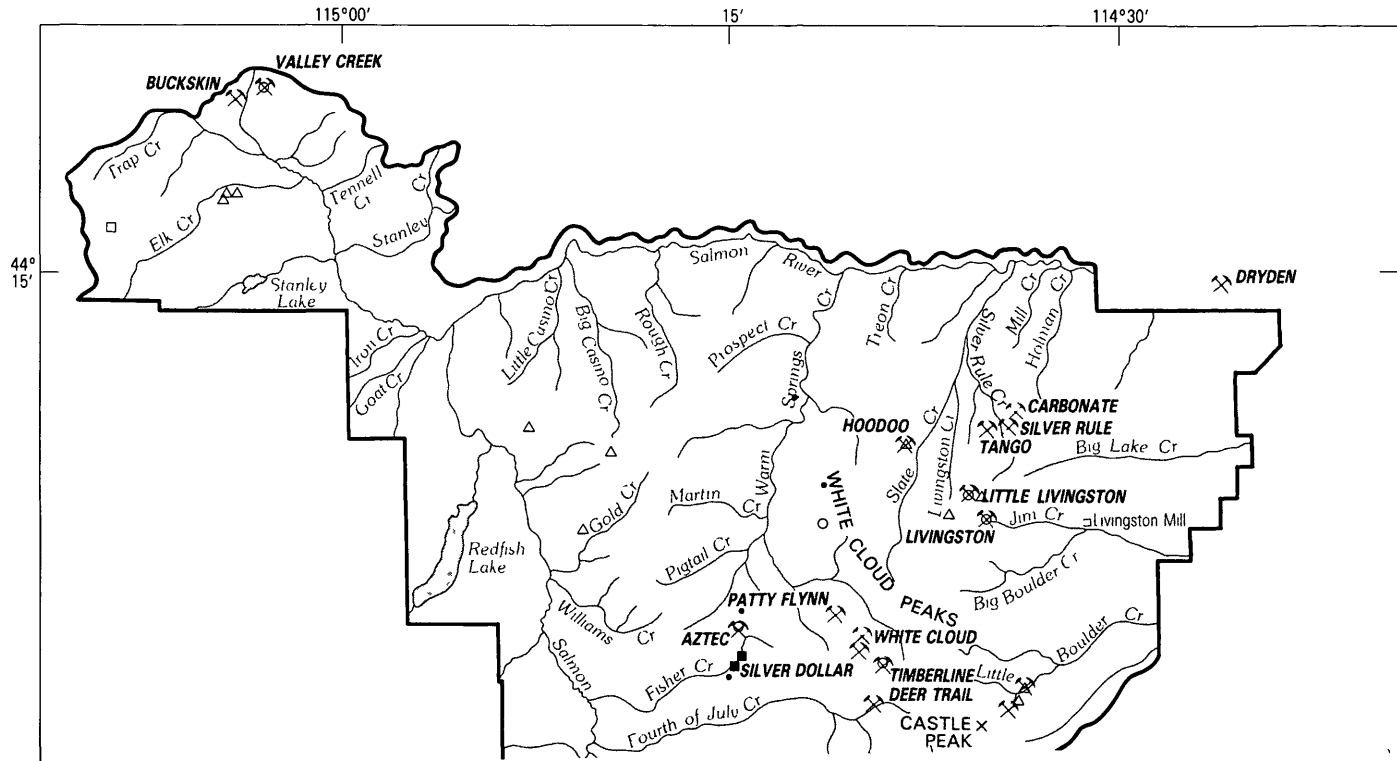 115°00'
15'
114°30'
VALLEY CREEK
BUCKSKIN
Trap Cr
Elk Cr
Tennell Cr
Stanley Cr
44°
15'
Stanley Lake
Salmon River
DRYDEN
Iron Cr
Goat Cr
Little Casino Cr
Big Casino Cr
Rough Cr
Prospect Cr
Warm Springs Cr
Treon Cr
Silver Rule Cr
Mill Cr
Holman Cr
CARBONATE
SILVER RULE
TANGO
HOODOO
Slate Cr
Livingston Cr
Big Lake Cr
LITTLE LIVINGSTON
LIVINGSTON
Jim Cr
Livingston Mill
Gold Cr
Martin Cr
WHITE CLOUD PEAKS
Redfish Lake
Pigtail Cr
Big Boulder Cr
Williams Cr
PATTY FLYNN
AZTEC
WHITE CLOUD
Little Boulder Cr
Salmon
Fisher Cr
SILVER DOLLAR
TIMBERLINE
DEER TRAIL
Fourth of July Cr
CASTLE
PEAK